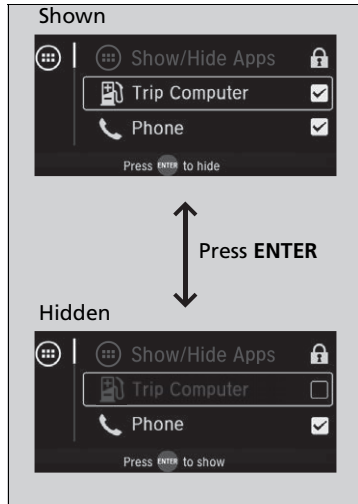 Shown
Show/Hide Apps
Trip Computer
Phone
Press ENTER to hide
Press ENTER
Hidden
Show/Hide Apps
Trip Computer
Phone
Press ENTER to show